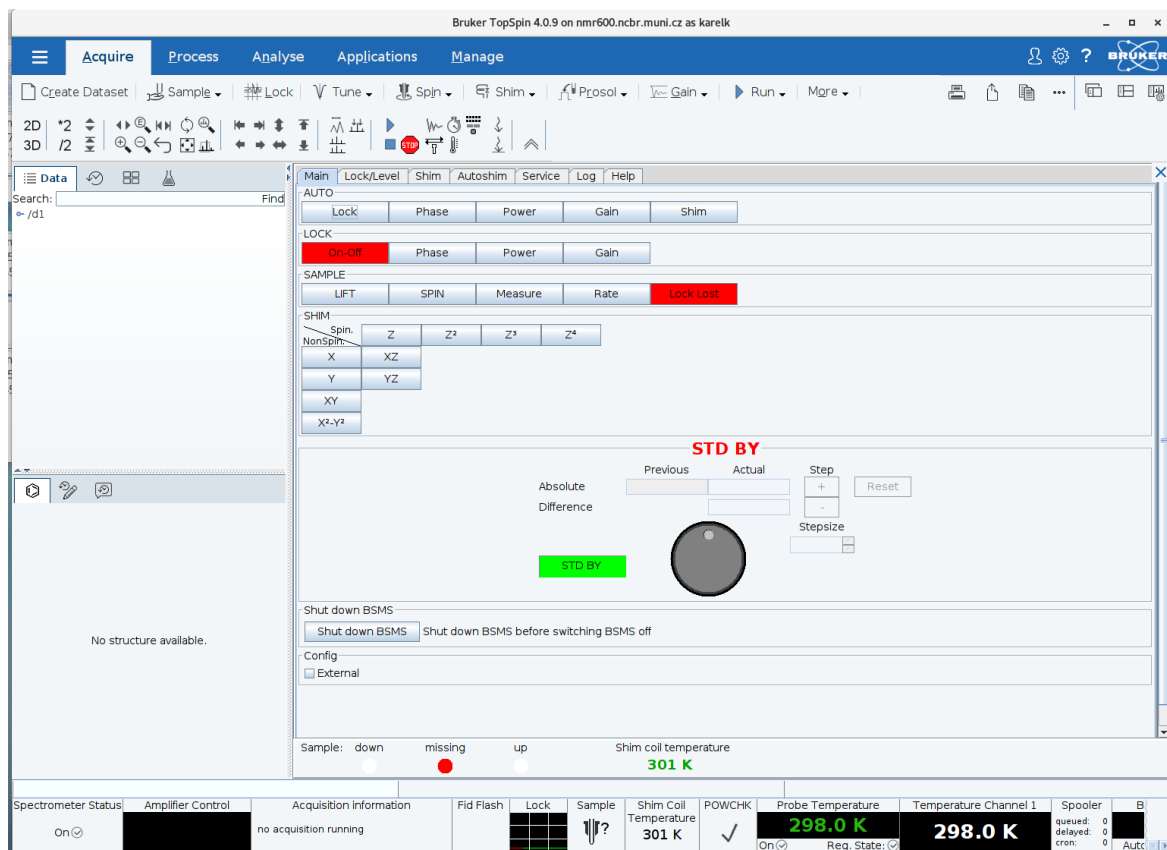 Bruker TopSpin 4.0.9 on nmr600.ncbr.muni.cz as karelk
Acquire Process Analyse Applications Manage ? BRUKER
Create Dataset Sample Lock Tune Spin Shim Prosol Gain Run More
2D *2
3D /2 STOP
Data
Search: Find
/d1
Main Lock/Level Shim Autoshim Service Log Help
AUTO
Lock Phase Power Gain Shim
LOCK
On-Off Phase Power Gain
SAMPLE
LIFT SPIN Measure Rate Lock Lost
SHIM
Spin.
NonSpin. Z Z² Z³ Z⁴
X XZ
Y YZ
XY
X²-Y²
STD BY
Previous Actual Step
Absolute + Reset
Difference -
Stepsize
STD BY
Shut down BSMS
Shut down BSMS Shut down BSMS before switching BSMS off
Config
External
No structure available.
Sample: down missing up Shim coil temperature
301 K
Spectrometer Status Amplifier Control Acquisition information Fid Flash Lock Sample Shim Coil Temperature POWCHK Probe Temperature Temperature Channel 1 Spooler B
On no acquisition running ? 301 K 298.0 K 298.0 K queued: 0
delayed: 0
On Reg. State: cron: 0 Auto